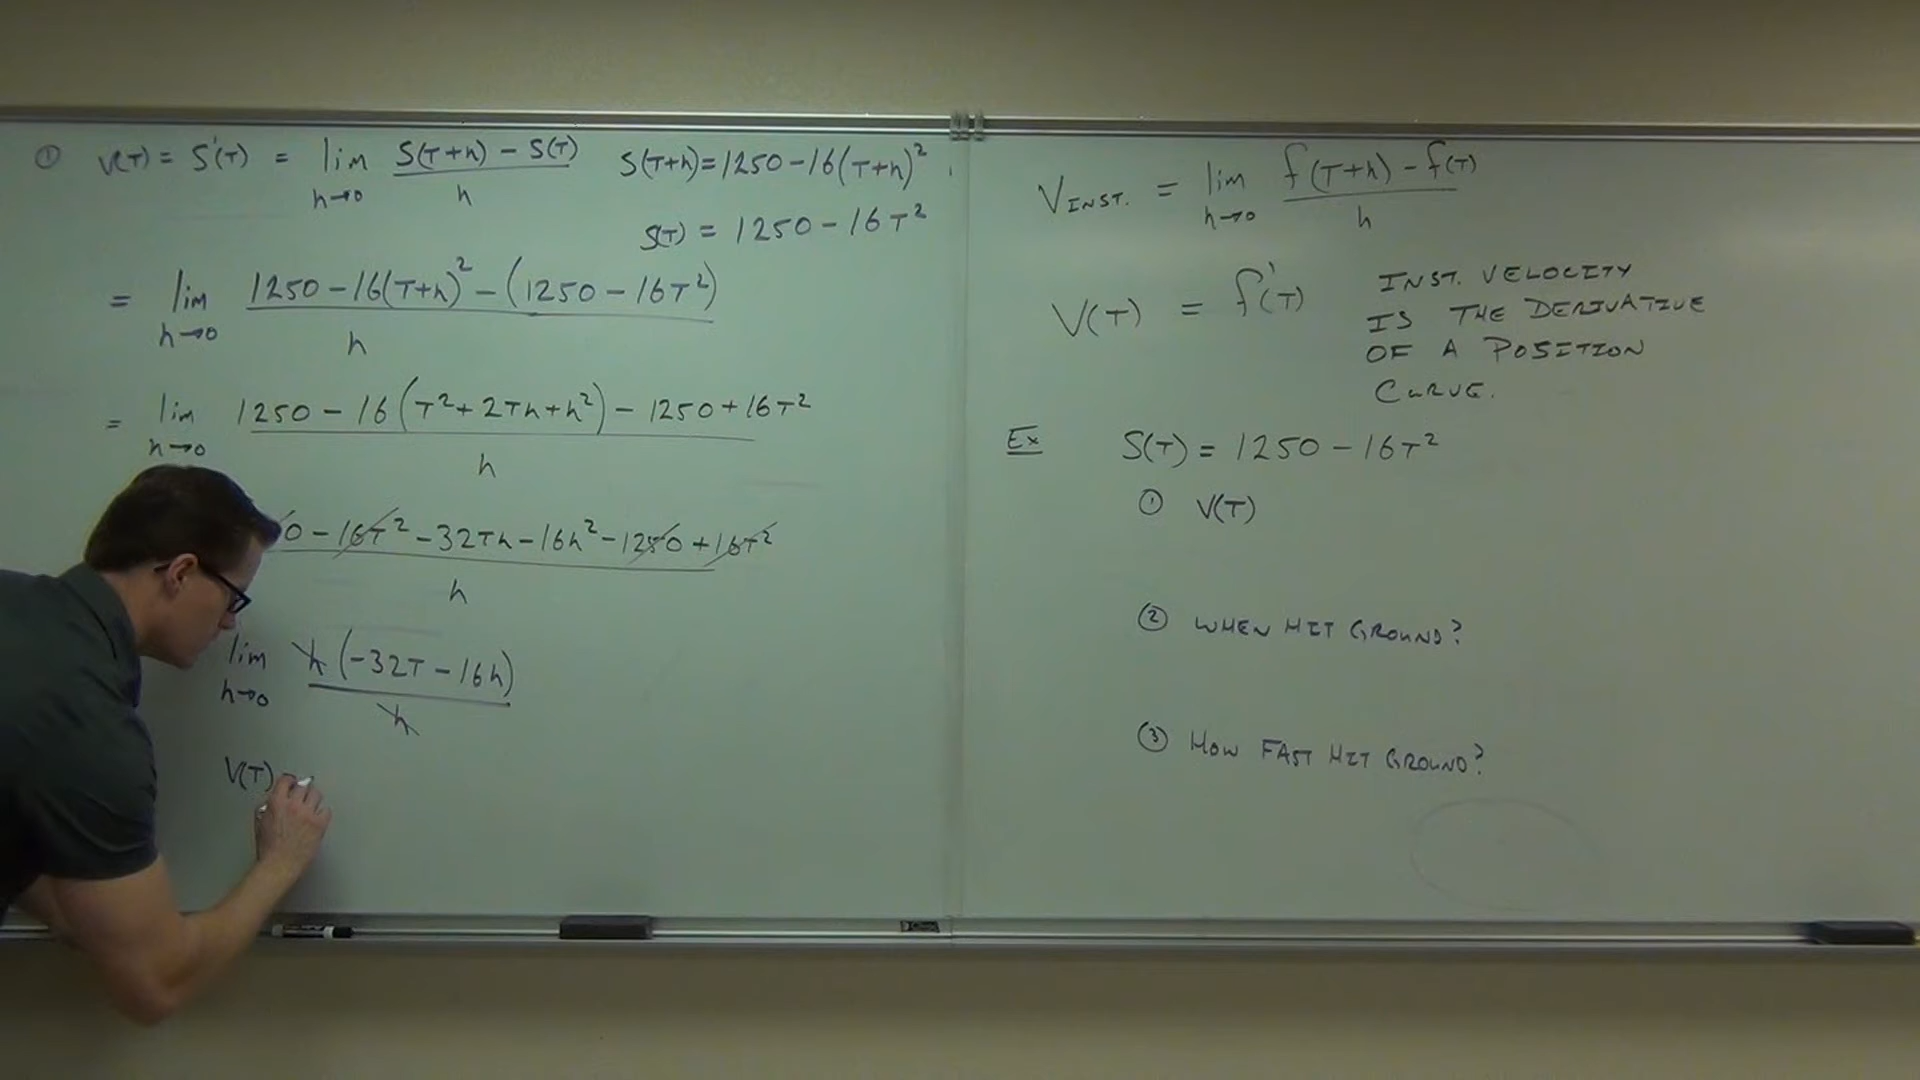 ① V(T) = S'(T) = lim h→0 S(T+h) – S(T) / h
S(T+h) = 1250 – 16(T+h)²
S(T) = 1250 – 16T²
= lim h→0 1250 – 16(T+h)² – (1250 – 16T²) / h
= lim h→0 1250 – 16(T² + 2Th + h²) – 1250 + 16T² / h
0 – 16T² – 32Th – 16h² – 1250 + 16T² / h
lim h→0 h(–32T – 16h) / h
V(T)
V INST. = lim h→0 f(T+h) – f(T) / h
V(T) = f'(T)
INST. VELOCITY
IS THE DERIVATIVE
OF A POSITION
CURVE.
Ex S(T) = 1250 – 16T²
① V(T)
② WHEN HIT GROUND?
③ HOW FAST HIT GROUND?